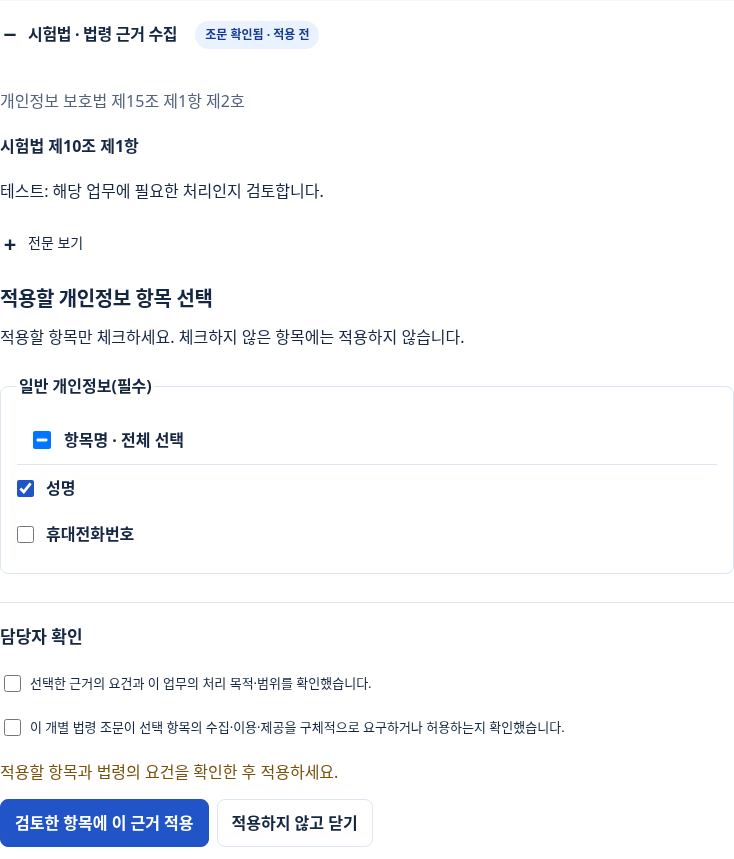 시험법 · 법령 근거 수집 조문 확인됨 · 적용 전
개인정보 보호법 제15조 제1항 제2호
시험법 제10조 제1항
테스트: 해당 업무에 필요한 처리인지 검토합니다.
전문 보기
적용할 개인정보 항목 선택
적용할 항목만 체크하세요. 체크하지 않은 항목에는 적용하지 않습니다.
일반 개인정보(필수)
항목명 · 전체 선택
성명
휴대전화번호
담당자 확인
선택한 근거의 요건과 이 업무의 처리 목적·범위를 확인했습니다.
이 개별 법령 조문이 선택 항목의 수집·이용·제공을 구체적으로 요구하거나 허용하는지 확인했습니다.
적용할 항목과 법령의 요건을 확인한 후 적용하세요.
검토한 항목에 이 근거 적용 적용하지 않고 닫기